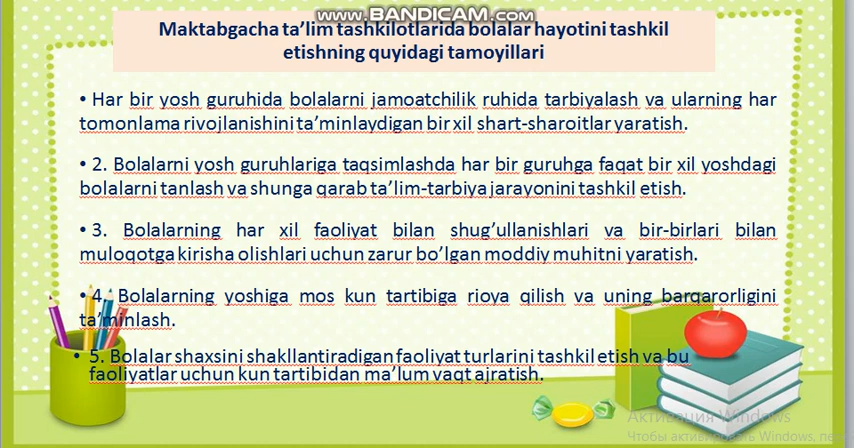 www.BANDICAM.com
Maktabgacha ta’lim tashkilotlarida bolalar hayotini tashkil
etishning quyidagi tamoyillari
• Har bir yosh guruhida bolalarni jamoatchilik ruhida tarbiyalash va ularning har
tomonlama rivojlanishini ta’minlaydigan bir xil shart-sharoitlar yaratish.
• 2. Bolalarni yosh guruhlariga taqsimlashda har bir guruhga faqat bir xil yoshdagi
bolalarni tanlash va shunga qarab ta’lim-tarbiya jarayonini tashkil etish.
• 3. Bolalarning har xil faoliyat bilan shug’ullanishlari va bir-birlari bilan
muloqotga kirisha olishlari uchun zarur bo’lgan moddiy muhitni yaratish.
• 4. Bolalarning yoshiga mos kun tartibiga rioya qilish va uning barqarorligini
ta’minlash.
• 5. Bolalar shaxsini shakllantiradigan faoliyat turlarini tashkil etish va bu
faoliyatlar uchun kun tartibidan ma’lum vaqt ajratish.
Активация Windows
Чтобы активировать Windows,